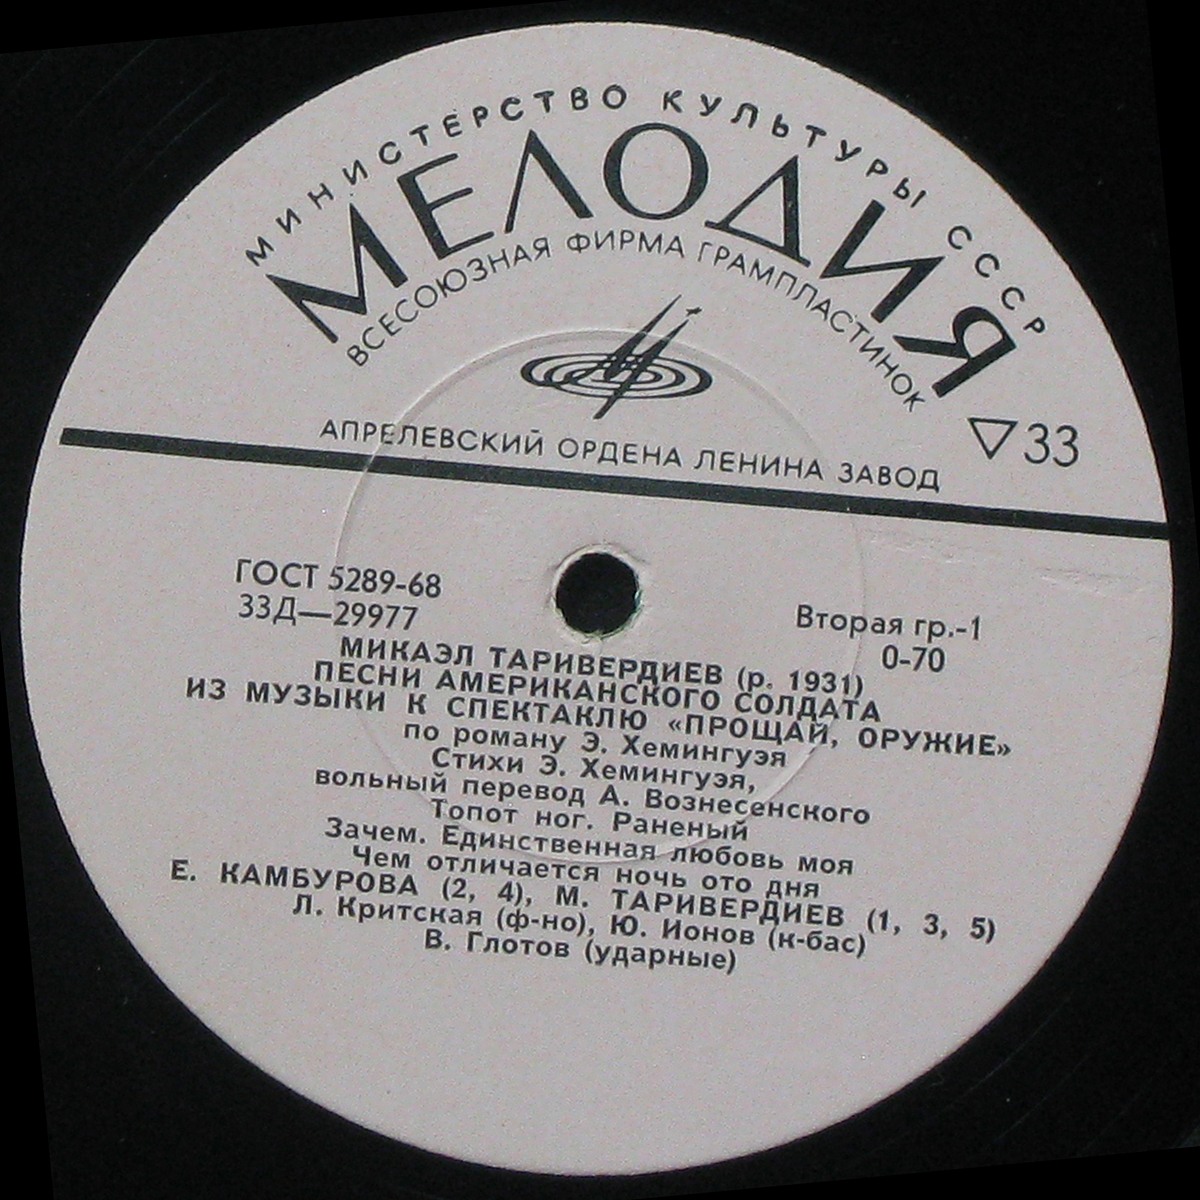 МИНИСТЕРСТВО КУЛЬТУРЫ СССР
МЕЛОДИЯ
ВСЕСОЮЗНАЯ ФИРМА ГРАМПЛАСТИНОК
▽33
АПРЕЛЕВСКИЙ ОРДЕНА ЛЕНИНА ЗАВОД
ГОСТ 5289-68
33Д—29977
Вторая гр.-1
0-70
МИКАЭЛ ТАРИВЕРДИЕВ (р. 1931)
ПЕСНИ АМЕРИКАНСКОГО СОЛДАТА
ИЗ МУЗЫКИ К СПЕКТАКЛЮ «ПРОЩАЙ, ОРУЖИЕ»
по роману Э. Хемингуэя
Стихи Э. Хемингуэя,
вольный перевод А. Вознесенского
Топот ног. Раненый
Зачем. Единственная любовь моя
Чем отличается ночь ото дня
Е. КАМБУРОВА (2, 4), М. ТАРИВЕРДИЕВ (1, 3, 5)
Л. Критская (ф-но), Ю. Ионов (к-бас)
В. Глотов (ударные)